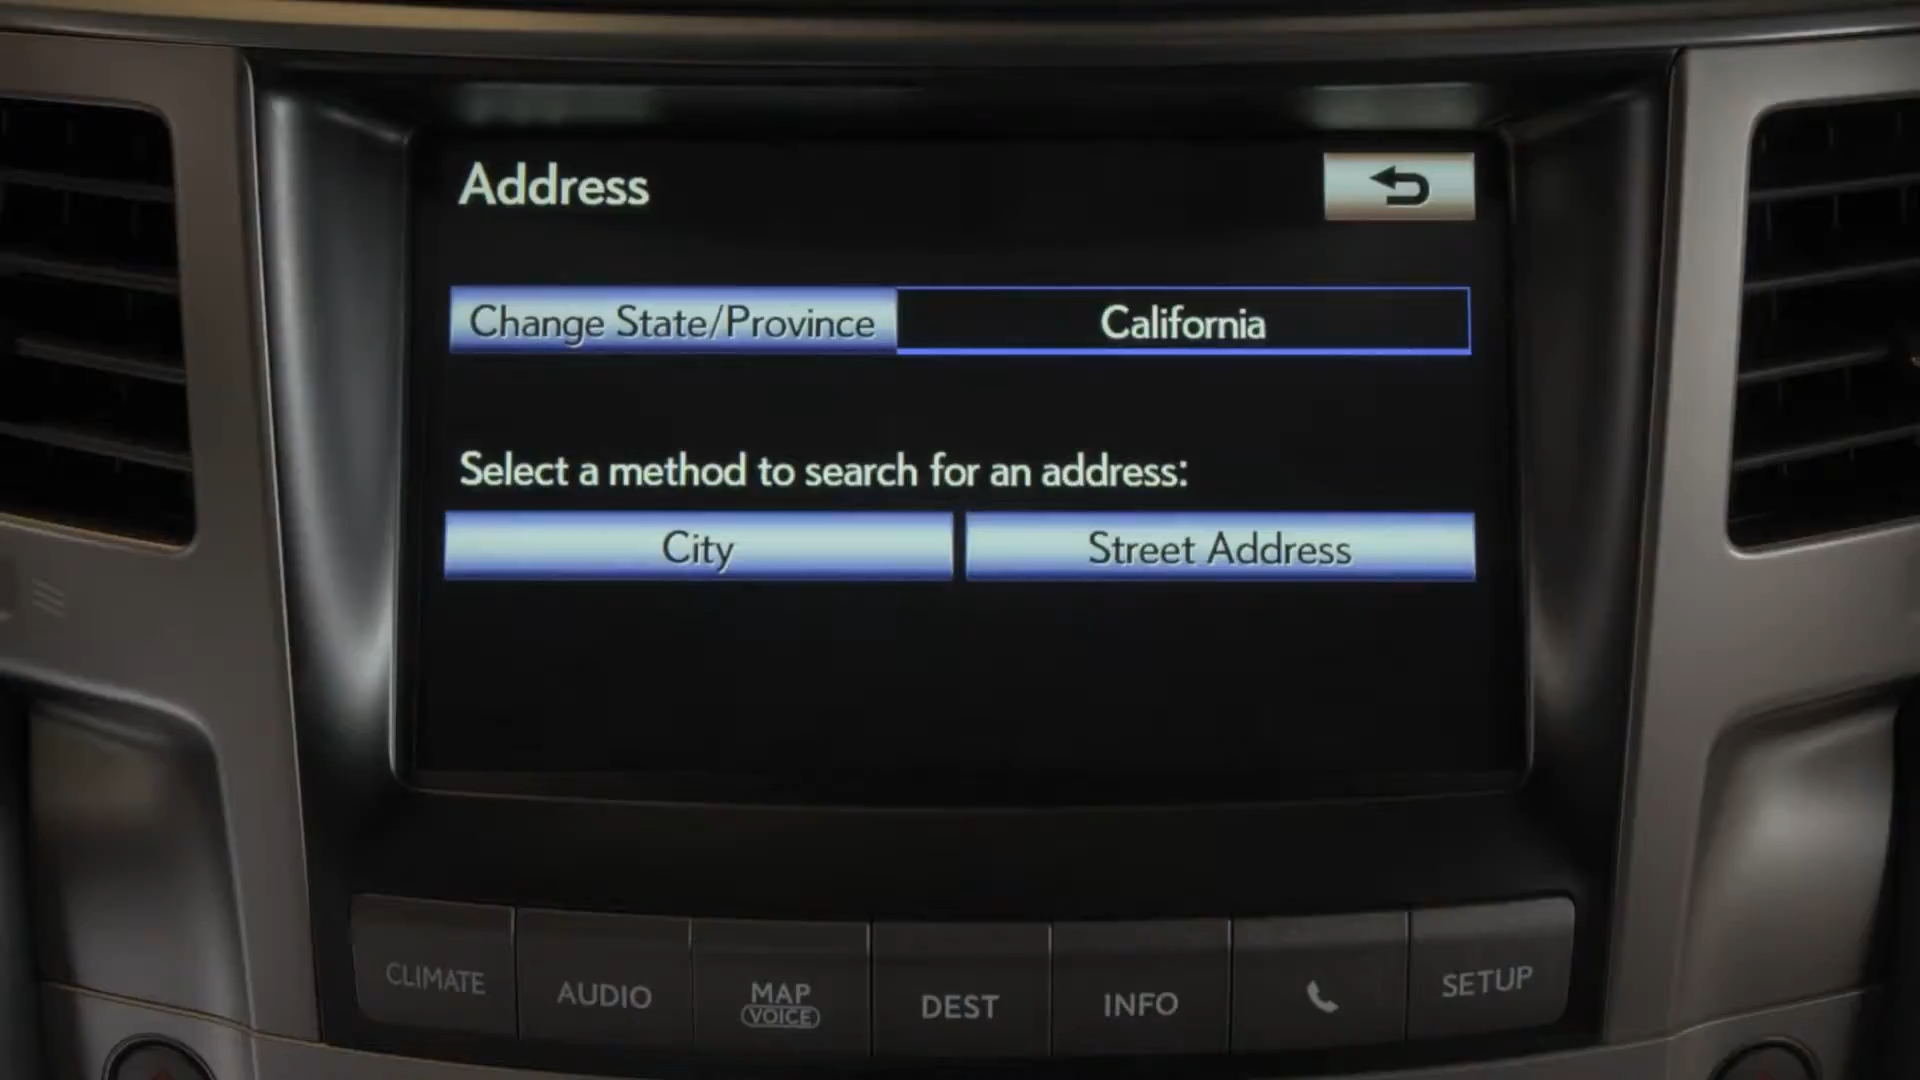 Address
Change State/Province California
Select a method to search for an address:
City Street Address
CLIMATE AUDIO MAP VOICE DEST INFO SETUP